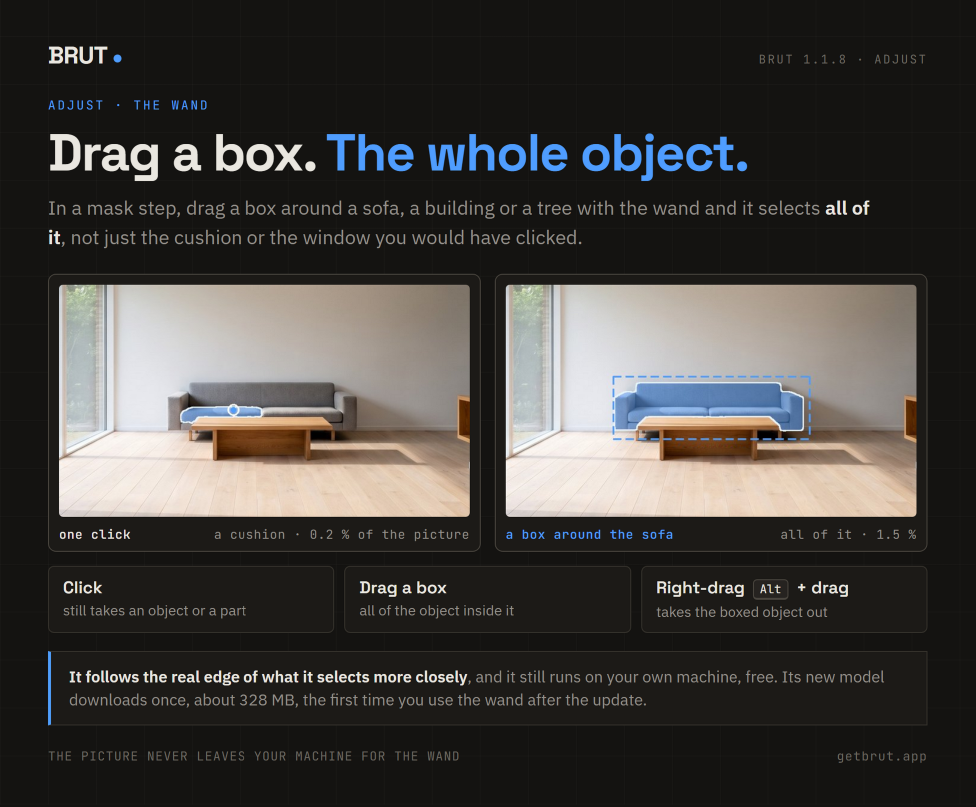 BRUT
BRUT 1.1.8 · ADJUST
ADJUST · THE WAND
Drag a box. The whole object.
In a mask step, drag a box around a sofa, a building or a tree with the wand and it selects all of
it, not just the cushion or the window you would have clicked.
one click
a cushion · 0.2 % of the picture
a box around the sofa
all of it · 1.5 %
Click
still takes an object or a part
Drag a box
all of the object inside it
Right-drag Alt + drag
takes the boxed object out
It follows the real edge of what it selects more closely, and it still runs on your own machine, free. Its new model
downloads once, about 328 MB, the first time you use the wand after the update.
THE PICTURE NEVER LEAVES YOUR MACHINE FOR THE WAND
getbrut.app